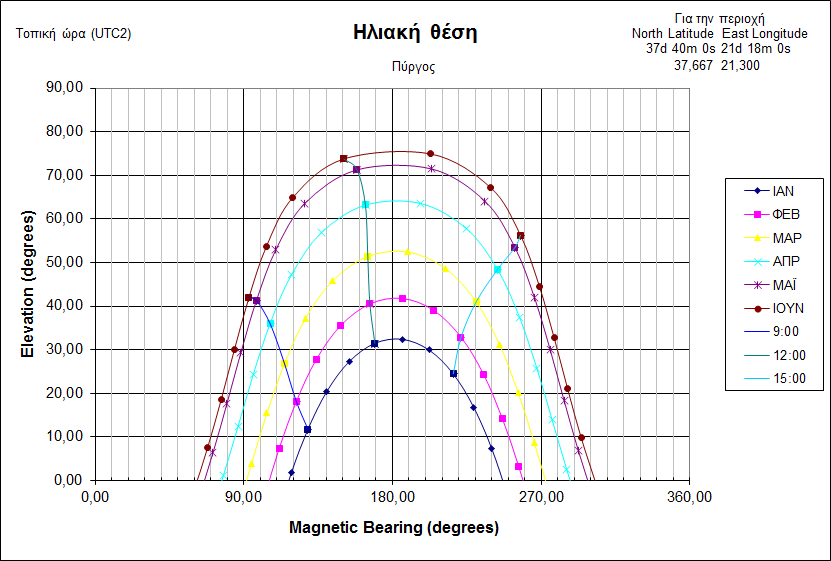 Τοπική ώρα (UTC2)
Ηλιακή θέση
Πύργος
Για την περιοχή
North Latitude East Longitude
37d 40m 0s 21d 18m 0s
37,667 21,300
90,00
80,00
70,00
60,00
50,00
40,00
30,00
20,00
10,00
0,00
Elevation (degrees)
0,00 90,00 180,00 270,00 360,00
Magnetic Bearing (degrees)
ΙΑΝ
ΦΕΒ
ΜΑΡ
ΑΠΡ
ΜΑΪ
ΙΟΥΝ
9:00
12:00
15:00